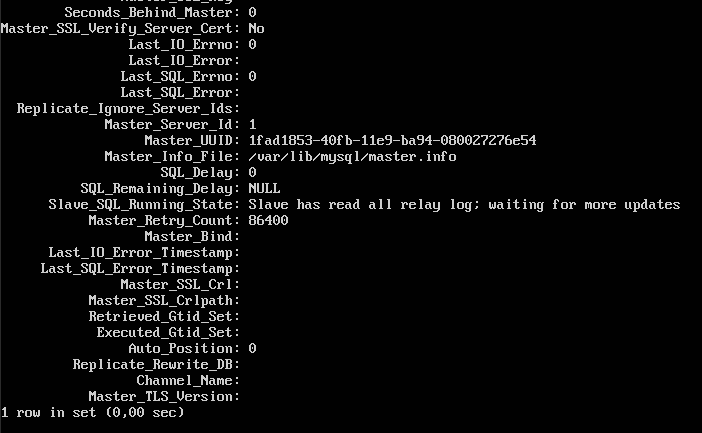 Seconds_Behind_Master: 0
Master_SSL_Verify_Server_Cert: No
Last_IO_Errno: 0
Last_IO_Error:
Last_SQL_Errno: 0
Last_SQL_Error:
Replicate_Ignore_Server_Ids:
Master_Server_Id: 1
Master_UUID: 1fad1853-40fb-11e9-ba94-080027276e54
Master_Info_File: /var/lib/mysql/master.info
SQL_Delay: 0
SQL_Remaining_Delay: NULL
Slave_SQL_Running_State: Slave has read all relay log; waiting for more updates
Master_Retry_Count: 86400
Master_Bind:
Last_IO_Error_Timestamp:
Last_SQL_Error_Timestamp:
Master_SSL_Crl:
Master_SSL_Crlpath:
Retrieved_Gtid_Set:
Executed_Gtid_Set:
Auto_Position: 0
Replicate_Rewrite_DB:
Channel_Name:
Master_TLS_Version:
1 row in set (0,00 sec)